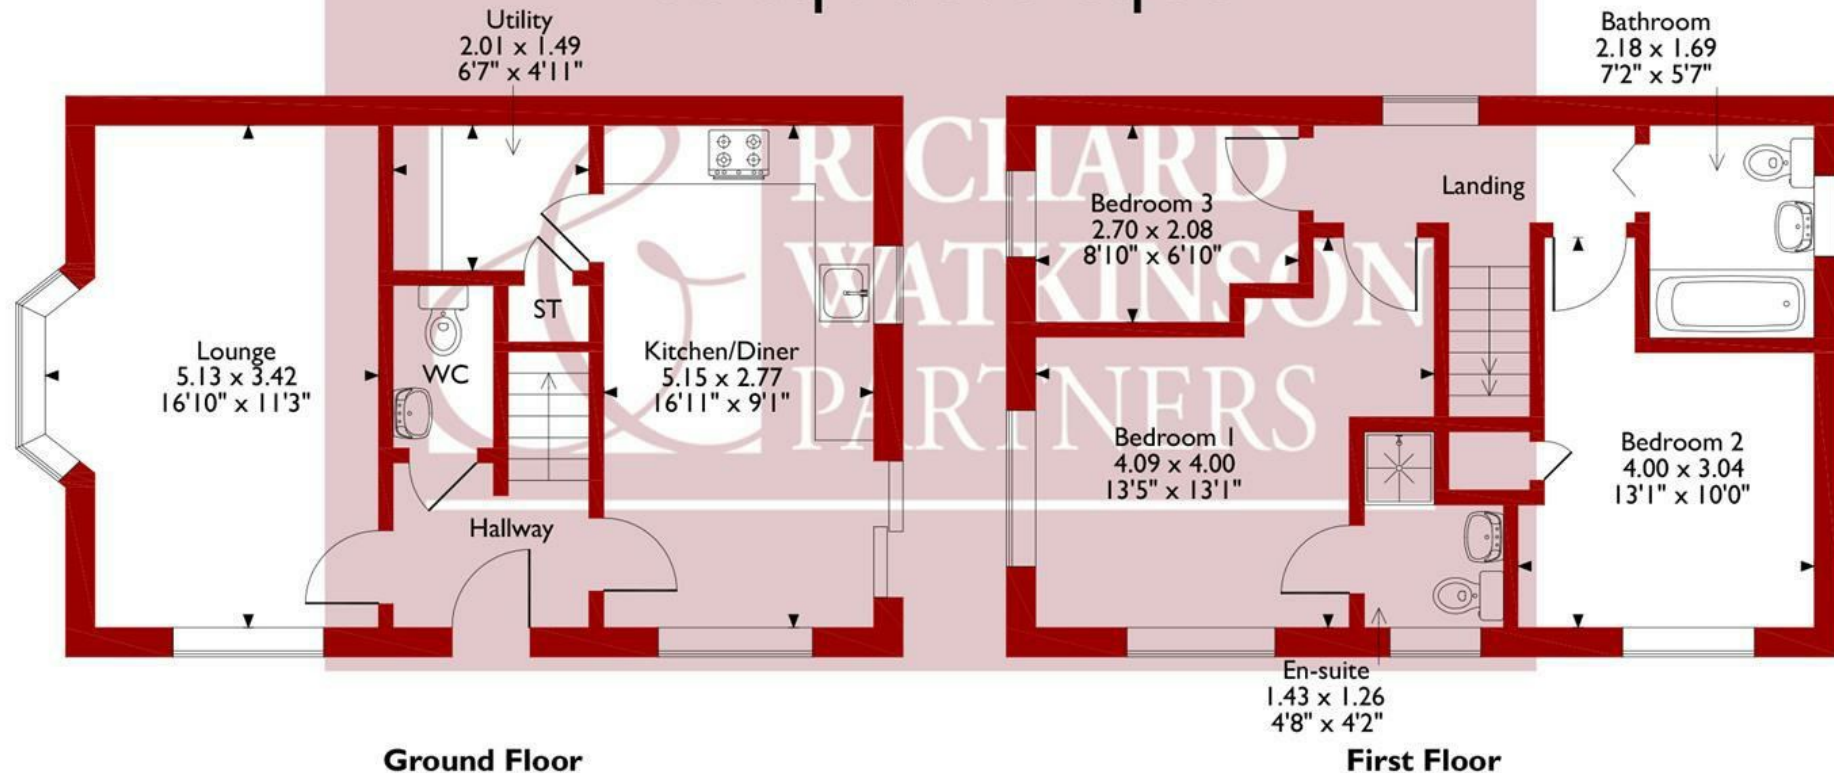 Utility
2.01 x 1.49
6'7" x 4'11"
Bathroom
2.18 x 1.69
7'2" x 5'7"
RICHARD
WATKINSON
PARTNERS
Lounge
5.13 x 3.42
16'10" x 11'3"
WC
ST
Kitchen/Diner
5.15 x 2.77
16'11" x 9'1"
Hallway
Bedroom 3
2.70 x 2.08
8'10" x 6'10"
Landing
Bedroom 1
4.09 x 4.00
13'5" x 13'1"
Bedroom 2
4.00 x 3.04
13'1" x 10'0"
En-suite
1.43 x 1.26
4'8" x 4'2"
Ground Floor
First Floor